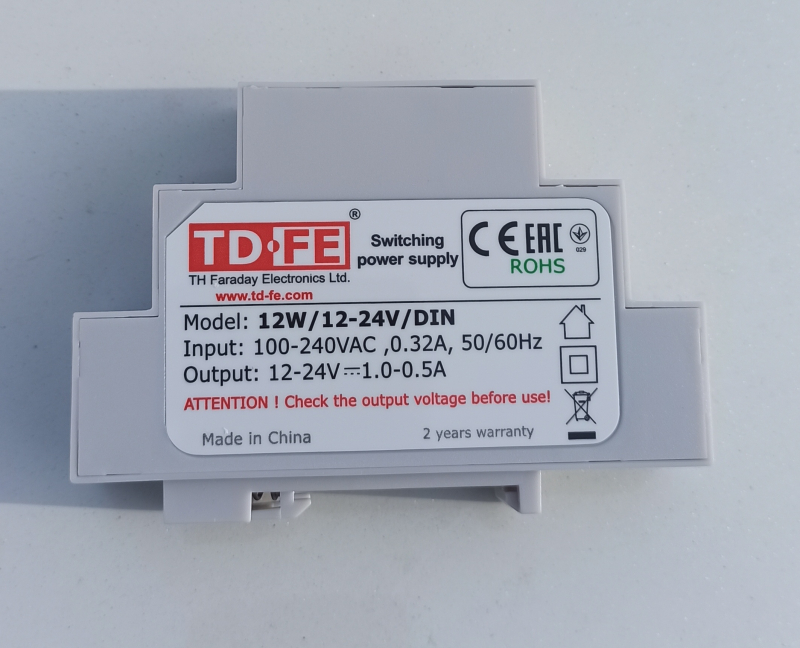 TD·FE®
TH Faraday Electronics Ltd.
www.td-fe.com
Switching
power supply
CE EAC
029
ROHS
Model: 12W/12-24V/DIN
Input: 100-240VAC ,0.32A, 50/60Hz
Output: 12-24V⎓1.0-0.5A
ATTENTION ! Check the output voltage before use!
Made in China
2 years warranty